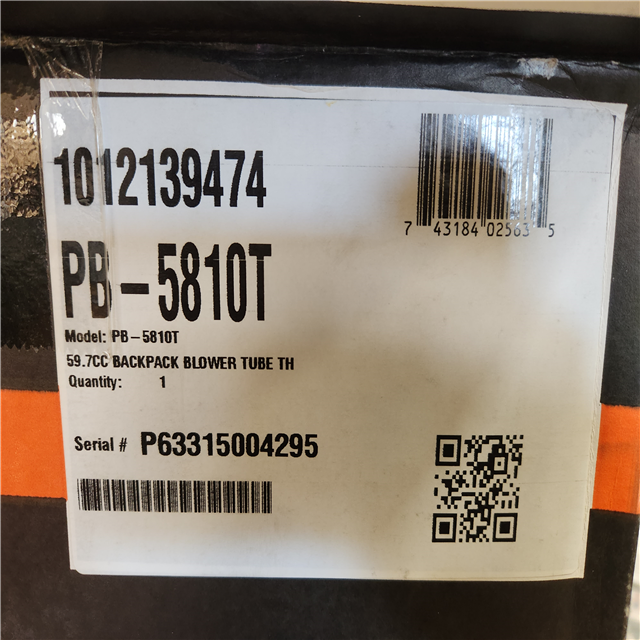 1012139474
7 43184 02563 5
PB-5810T
Model: PB-5810T
59.7CC BACKPACK BLOWER TUBE TH
Quantity: 1
Serial # P63315004295